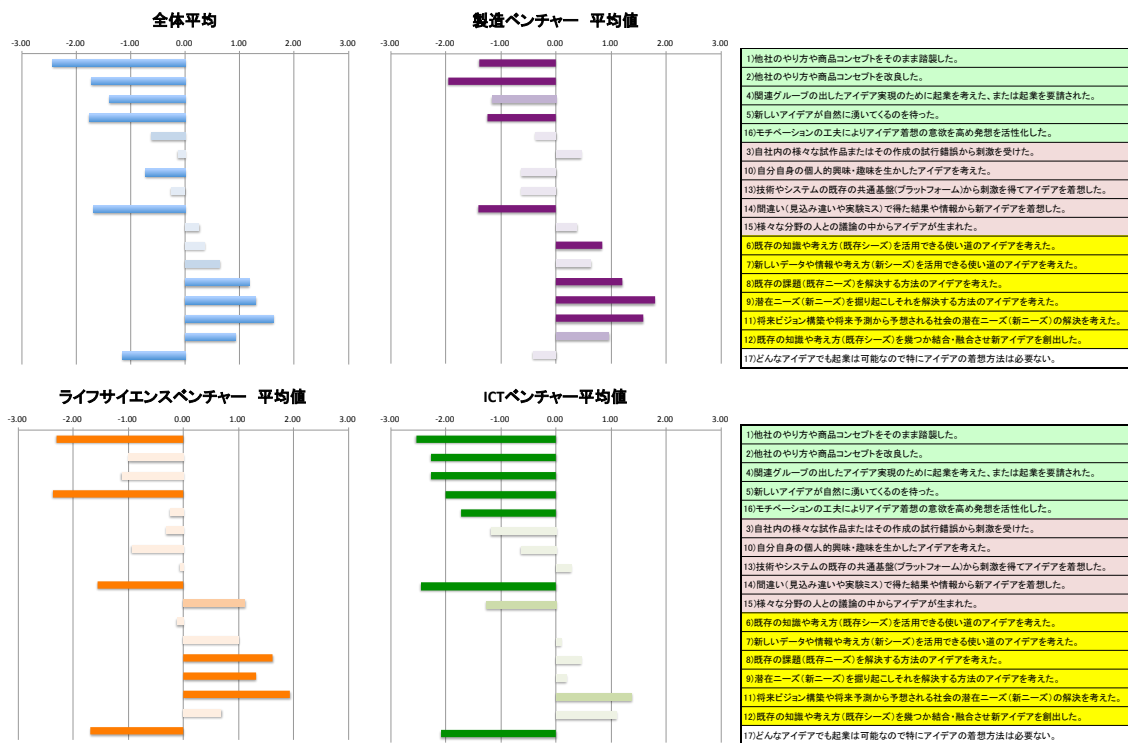 全体平均
-3.00 -2.00 -1.00 0.00 1.00 2.00 3.00
製造ベンチャー 平均値
-3.00 -2.00 -1.00 0.00 1.00 2.00 3.00
1)他社のやり方や商品コンセプトをそのまま踏襲した。
2)他社のやり方や商品コンセプトを改良した。
4)関連グループの出したアイデア実現のために起業を考えた、または起業を要請された。
5)新しいアイデアが自然に湧いてくるのを待った。
16)モチベーションの工夫によりアイデア着想の意欲を高め発想を活性化した。
3)自社内の様々な試作品またはその作成の試行錯誤から刺激を受けた。
10)自分自身の個人的興味・趣味を生かしたアイデアを考えた。
13)技術やシステムの既存の共通基盤(プラットフォーム)から刺激を得てアイデアを着想した。
14)間違い(見込み違いや実験ミス)で得た結果や情報から新アイデアを着想した。
15)様々な分野の人との議論の中からアイデアが生まれた。
6)既存の知識や考え方(既存シーズ)を活用できる使い道のアイデアを考えた。
7)新しいデータや情報や考え方(新シーズ)を活用できる使い道のアイデアを考えた。
8)既存の課題(既存ニーズ)を解決する方法のアイデアを考えた。
9)潜在ニーズ(新ニーズ)を掘り起こしそれを解決する方法のアイデアを考えた。
11)将来ビジョン構築や将来予測から予想される社会の潜在ニーズ(新ニーズ)の解決を考えた。
12)既存の知識や考え方(既存シーズ)を幾つか結合・融合させ新アイデアを創出した。
17)どんなアイデアでも起業は可能なので特にアイデアの着想方法は必要ない。
ライフサイエンスベンチャー 平均値
-3.00 -2.00 -1.00 0.00 1.00 2.00 3.00
ICTベンチャー平均値
-3.00 -2.00 -1.00 0.00 1.00 2.00 3.00
1)他社のやり方や商品コンセプトをそのまま踏襲した。
2)他社のやり方や商品コンセプトを改良した。
4)関連グループの出したアイデア実現のために起業を考えた、または起業を要請された。
5)新しいアイデアが自然に湧いてくるのを待った。
16)モチベーションの工夫によりアイデア着想の意欲を高め発想を活性化した。
3)自社内の様々な試作品またはその作成の試行錯誤から刺激を受けた。
10)自分自身の個人的興味・趣味を生かしたアイデアを考えた。
13)技術やシステムの既存の共通基盤(プラットフォーム)から刺激を得てアイデアを着想した。
14)間違い(見込み違いや実験ミス)で得た結果や情報から新アイデアを着想した。
15)様々な分野の人との議論の中からアイデアが生まれた。
6)既存の知識や考え方(既存シーズ)を活用できる使い道のアイデアを考えた。
7)新しいデータや情報や考え方(新シーズ)を活用できる使い道のアイデアを考えた。
8)既存の課題(既存ニーズ)を解決する方法のアイデアを考えた。
9)潜在ニーズ(新ニーズ)を掘り起こしそれを解決する方法のアイデアを考えた。
11)将来ビジョン構築や将来予測から予想される社会の潜在ニーズ(新ニーズ)の解決を考えた。
12)既存の知識や考え方(既存シーズ)を幾つか結合・融合させ新アイデアを創出した。
17)どんなアイデアでも起業は可能なので特にアイデアの着想方法は必要ない。